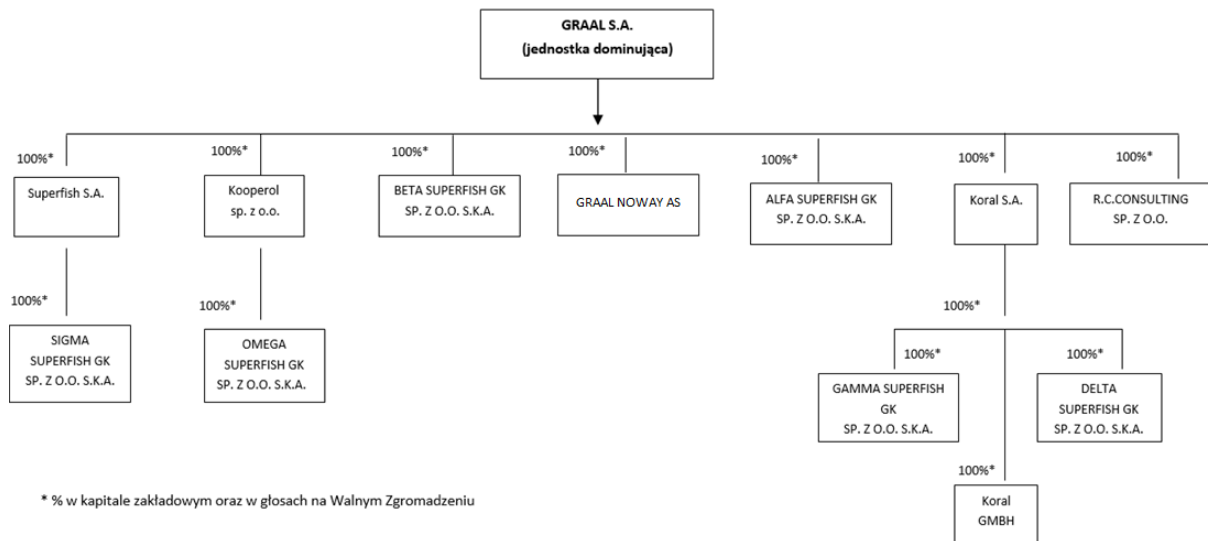 GRAAL S.A.
(jednostka dominująca)
100%*
100%*
100%*
100%*
100%*
100%*
100%*
Superfish S.A.
Kooperol
sp. z o.o.
BETA SUPERFISH GK
SP. Z O.O. S.K.A.
GRAAL NOWAY AS
ALFA SUPERFISH GK
SP. Z O.O. S.K.A.
Koral S.A.
R.C.CONSULTING
SP. Z O.O.
100%*
100%*
100%*
SIGMA
SUPERFISH GK
SP. Z O.O. S.K.A.
OMEGA
SUPERFISH GK
SP. Z O.O. S.K.A.
100%*
100%*
GAMMA SUPERFISH
GK
SP. Z O.O. S.K.A.
DELTA
SUPERFISH GK
SP. Z O.O. S.K.A.
100%*
Koral
GMBH
* % w kapitale zakładowym oraz w głosach na Walnym Zgromadzeniu